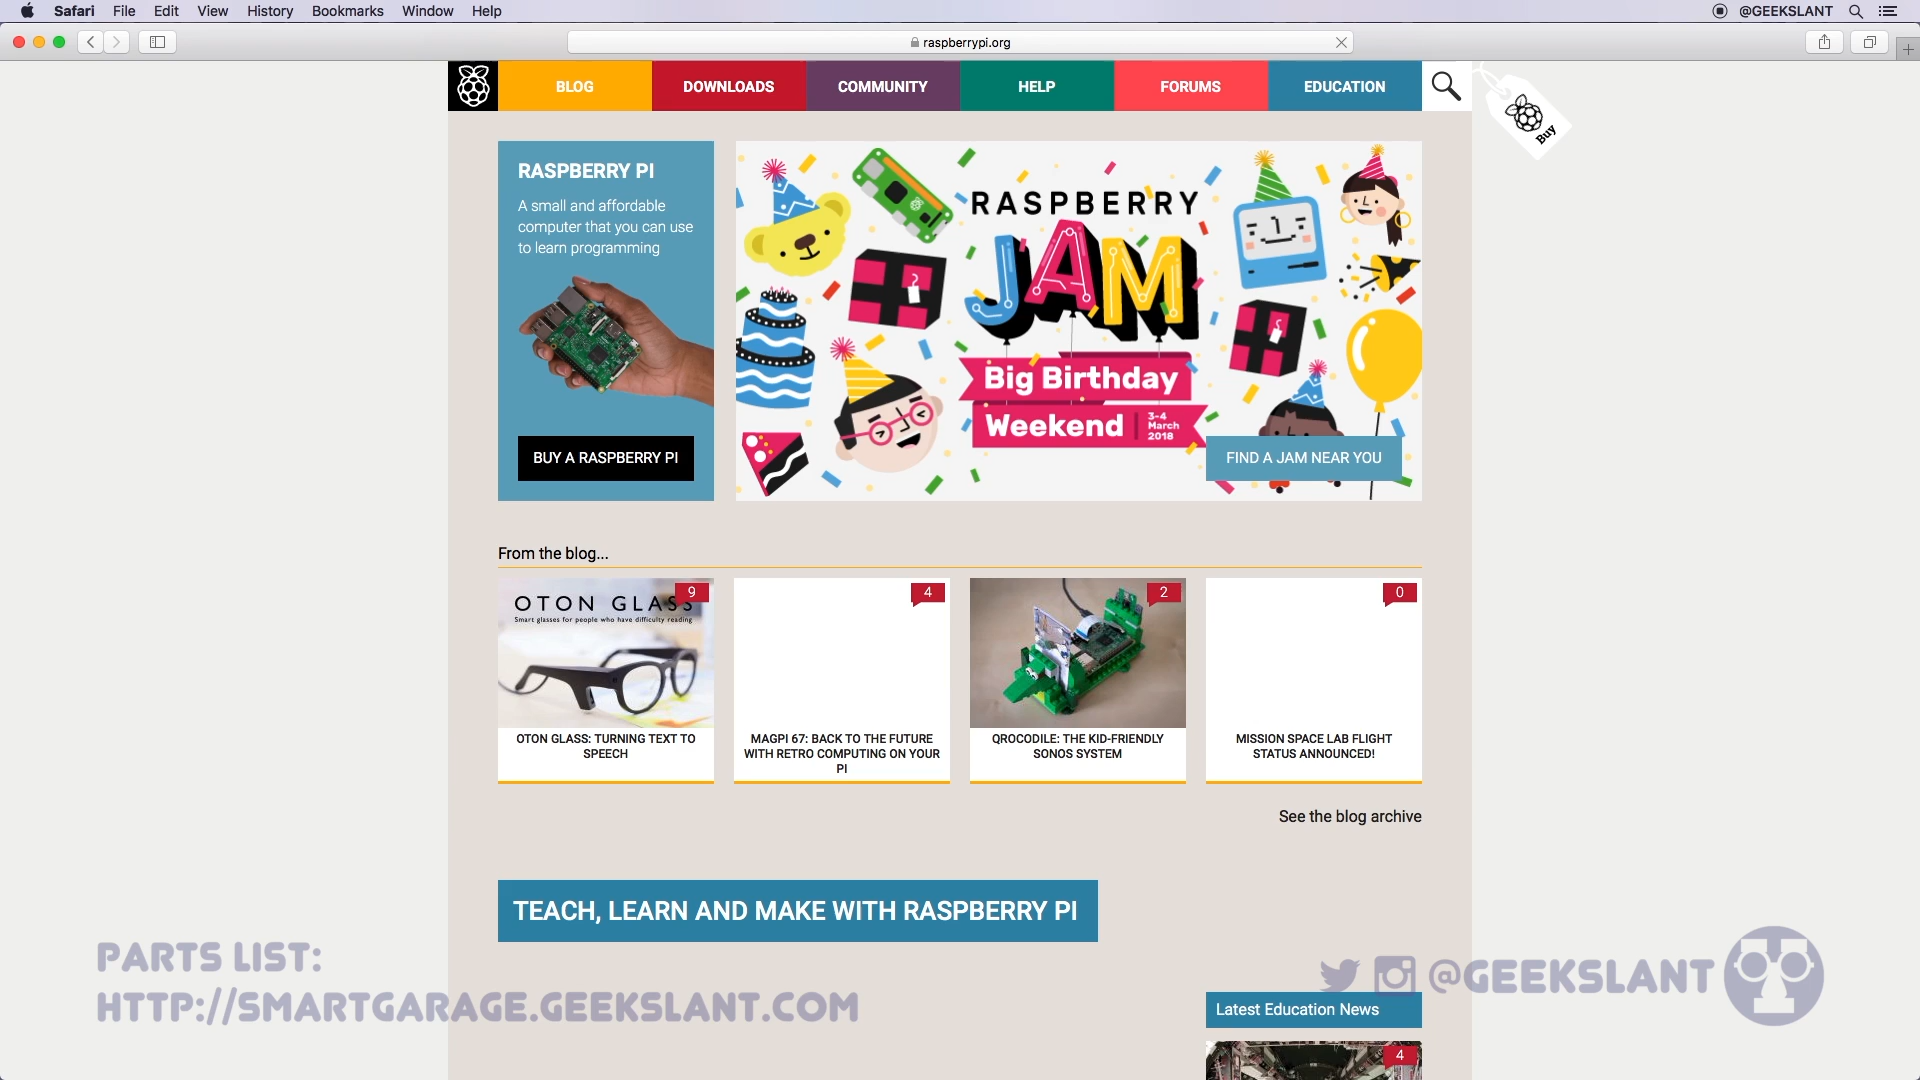 Safari File Edit View History Bookmarks Window Help @GEEKSLANT
raspberrypi.org
BLOG DOWNLOADS COMMUNITY HELP FORUMS EDUCATION
Buy
RASPBERRY PI
A small and affordable
computer that you can use
to learn programming
BUY A RASPBERRY PI
RASPBERRY
JAM
Big Birthday
Weekend 3-4 March 2018
FIND A JAM NEAR YOU
From the blog...
9
OTON GLASS
Smart glasses for people who have difficulty reading
OTON GLASS: TURNING TEXT TO
SPEECH
4
MAGPI 67: BACK TO THE FUTURE
WITH RETRO COMPUTING ON YOUR
PI
2
QROCODILE: THE KID-FRIENDLY
SONOS SYSTEM
0
MISSION SPACE LAB FLIGHT
STATUS ANNOUNCED!
See the blog archive
TEACH, LEARN AND MAKE WITH RASPBERRY PI
PARTS LIST:
HTTP://SMARTGARAGE.GEEKSLANT.COM
@GEEKSLANT
Latest Education News
4